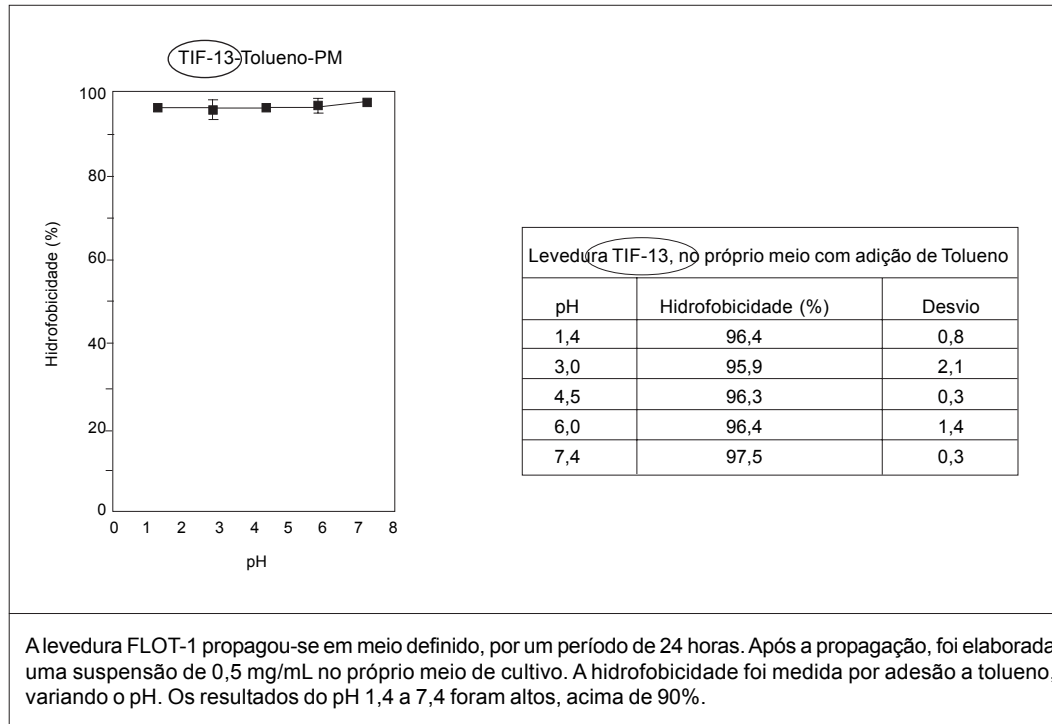 TIF-13-Tolueno-PM
100
80
60
40
20
0
Hidrofobicidade (%)
0 1 2 3 4 5 6 7 8
pH
Levedura TIF-13, no próprio meio com adição de Tolueno
pH Hidrofobicidade (%) Desvio
1,4 96,4 0,8
3,0 95,9 2,1
4,5 96,3 0,3
6,0 96,4 1,4
7,4 97,5 0,3
A levedura FLOT-1 propagou-se em meio definido, por um período de 24 horas. Após a propagação, foi elaborada
uma suspensão de 0,5 mg/mL no próprio meio de cultivo. A hidrofobicidade foi medida por adesão a tolueno,
variando o pH. Os resultados do pH 1,4 a 7,4 foram altos, acima de 90%.